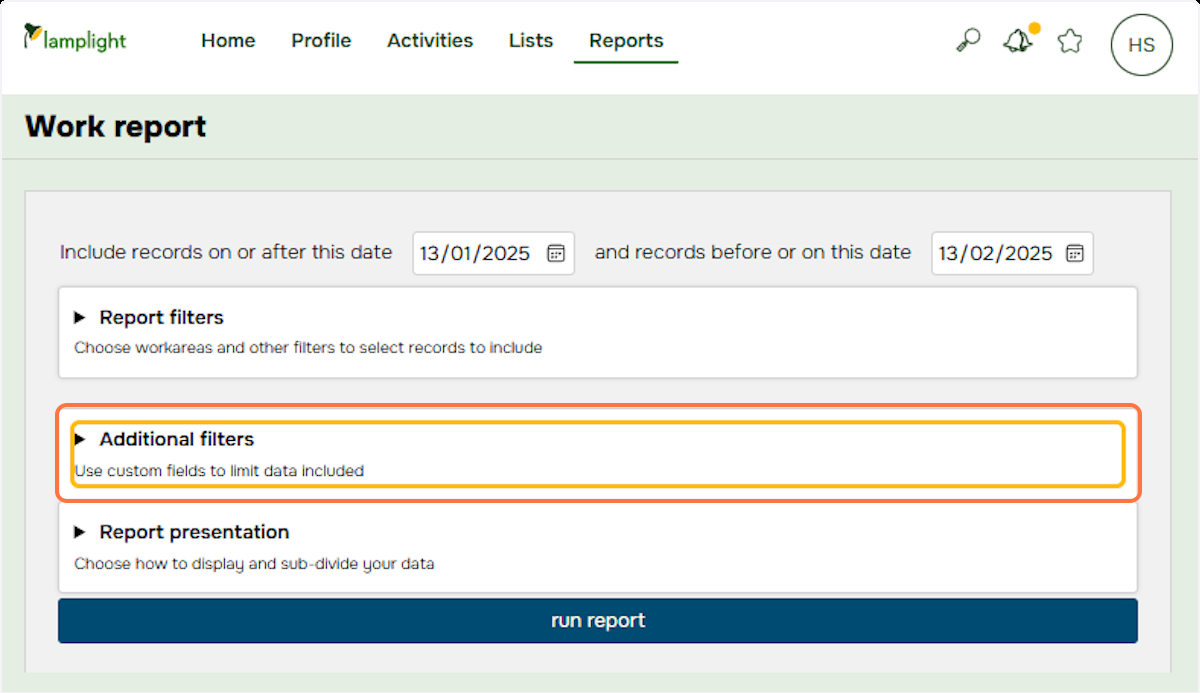 lamplight Home Profile Activities Lists Reports HS
Work report
Include records on or after this date 13/01/2025 and records before or on this date 13/02/2025
Report filters
Choose workareas and other filters to select records to include
Additional filters
Use custom fields to limit data included
Report presentation
Choose how to display and sub-divide your data
run report